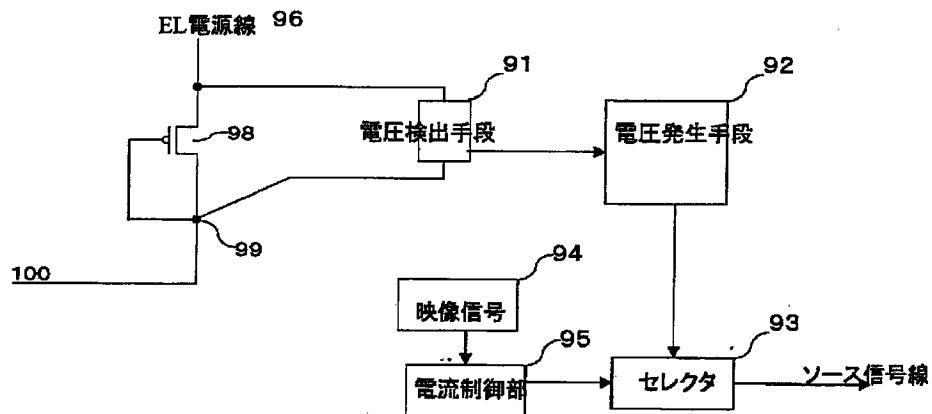 EL電源線 96
91
92
電圧検出手段
電圧発生手段
98
99
100
94
映像信号
95
93
電流制御部
セレクタ
ソース信号線